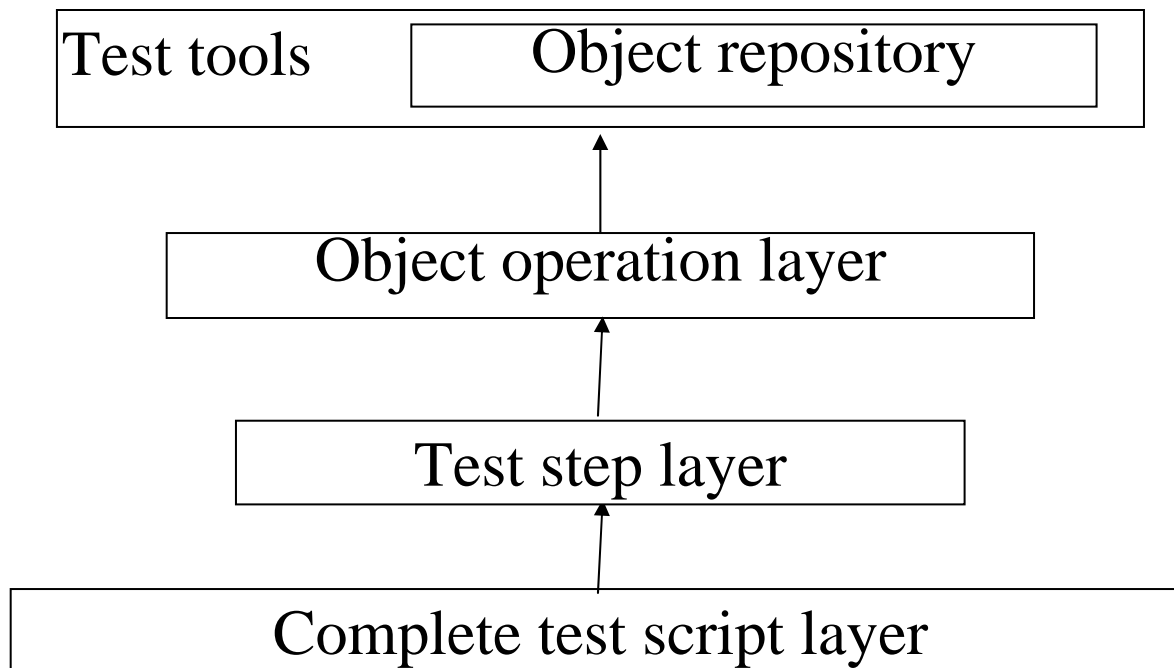 Test tools
Object repository
Object operation layer
Test step layer
Complete test script layer